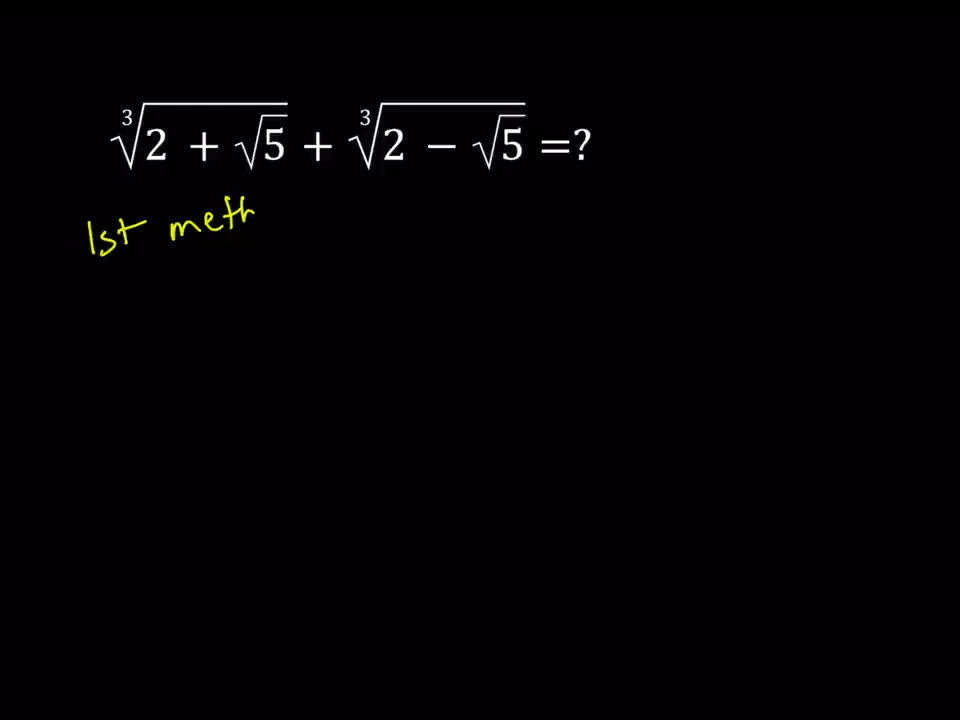 ∛(2 + √5) + ∛(2 − √5) =?
1st meth